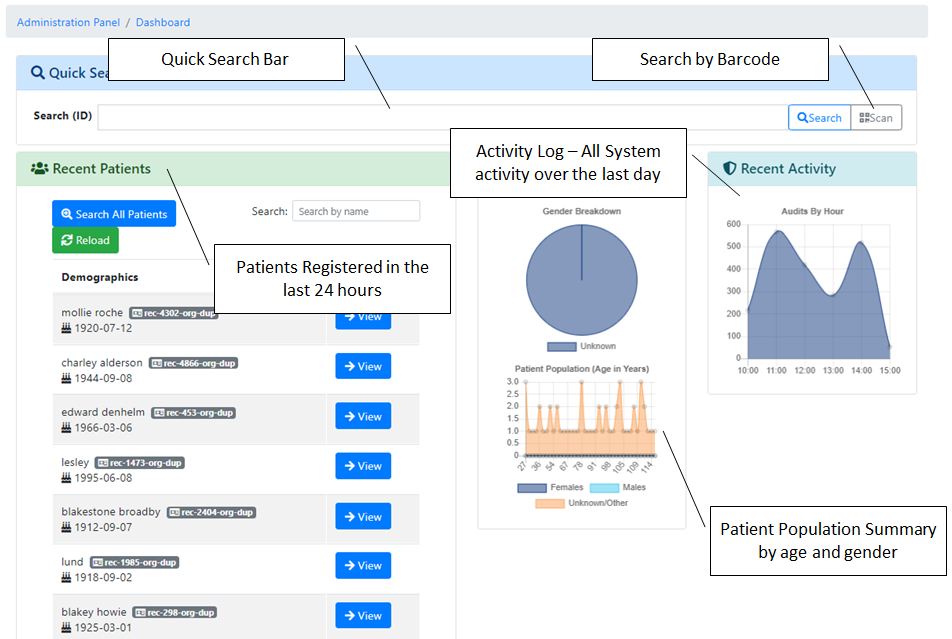 Administration Panel / Dashboard
Quick Search Bar
Search by Barcode
Quick
Search (ID)
Search
Scan
Recent Patients
Activity Log – All System
activity over the last day
Recent Activity
Search All Patients
Reload
Search: Search by name
Patients Registered in the
last 24 hours
Demographics
mollie roche rec-4302-org-dup
1920-07-12
View
charley alderson rec-4866-org-dup
1944-09-08
View
edward denhelm rec-453-org-dup
1966-03-06
View
lesley rec-1473-org-dup
1995-06-08
View
blakestone broadby rec-2404-org-dup
1912-09-07
View
lund rec-1985-org-dup
1918-09-02
View
blakey howie rec-298-org-dup
1925-03-01
View
Gender Breakdown
Unknown
Patient Population (Age in Years)
3.0
2.5
2.0
1.5
1.0
0.5
0
27 36 54 67 78 91 98 105 109 114
Females Males
Unknown/Other
Audits By Hour
600
500
400
300
200
100
0
10:00 11:00 12:00 13:00 14:00 15:00
Patient Population Summary
by age and gender